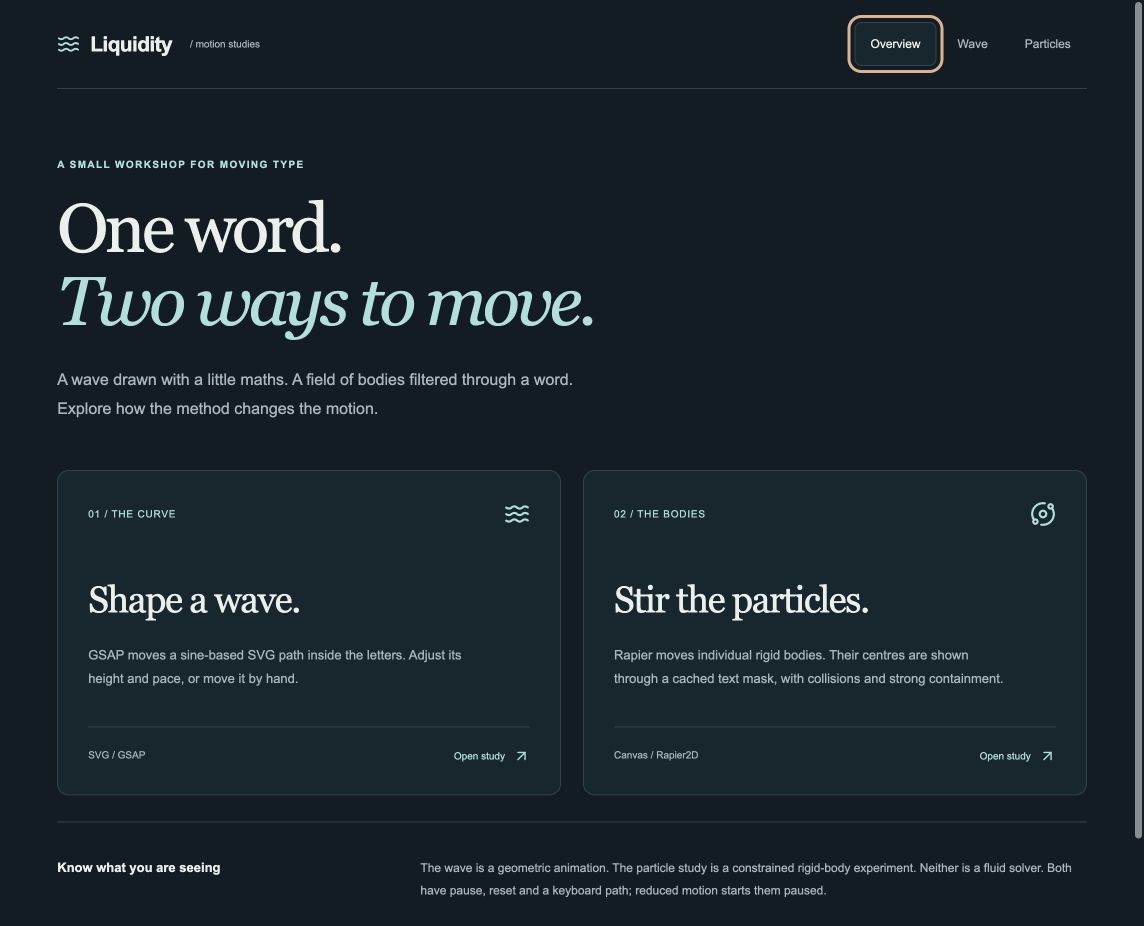 Liquidity / motion studies
Overview Wave Particles
A SMALL WORKSHOP FOR MOVING TYPE
One word.
Two ways to move.
A wave drawn with a little maths. A field of bodies filtered through a word.
Explore how the method changes the motion.
01 / THE CURVE
Shape a wave.
GSAP moves a sine-based SVG path inside the letters. Adjust its
height and pace, or move it by hand.
SVG / GSAP Open study
02 / THE BODIES
Stir the particles.
Rapier moves individual rigid bodies. Their centres are shown
through a cached text mask, with collisions and strong containment.
Canvas / Rapier2D Open study
Know what you are seeing
The wave is a geometric animation. The particle study is a constrained rigid-body experiment. Neither is a fluid solver. Both
have pause, reset and a keyboard path; reduced motion starts them paused.